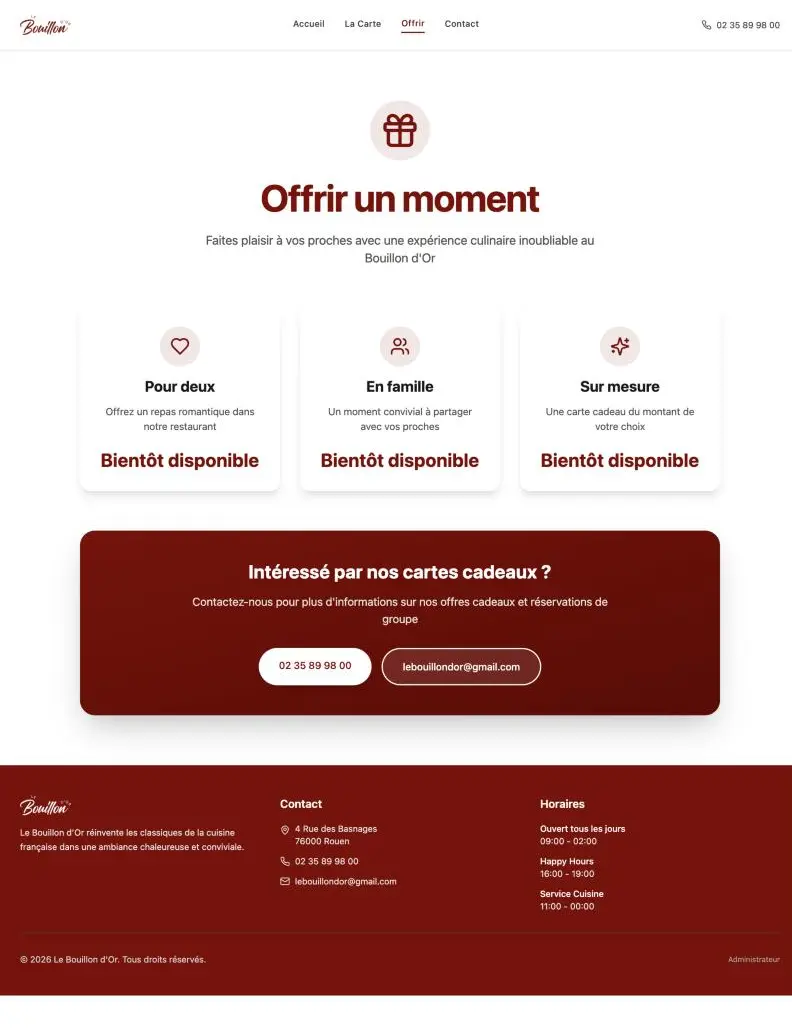 Le
Bouillon
d'Or
Accueil
La Carte
Offrir
Contact
02 35 89 98 00
Offrir un moment
Faites plaisir à vos proches avec une expérience culinaire inoubliable au
Bouillon d'Or
Pour deux
Offrez un repas romantique dans
notre restaurant
Bientôt disponible
En famille
Un moment convivial à partager
avec vos proches
Bientôt disponible
Sur mesure
Une carte cadeau du montant de
votre choix
Bientôt disponible
Intéressé par nos cartes cadeaux ?
Contactez-nous pour plus d'informations sur nos offres cadeaux et réservations de
groupe
02 35 89 98 00
lebouillondor@gmail.com
Le
Bouillon
d'Or
Le Bouillon d'Or réinvente les classiques de la cuisine
française dans une ambiance chaleureuse et conviviale.
Contact
4 Rue des Basnages
76000 Rouen
02 35 89 98 00
lebouillondor@gmail.com
Horaires
Ouvert tous les jours
09:00 - 02:00
Happy Hours
16:00 - 19:00
Service Cuisine
11:00 - 00:00
© 2026 Le Bouillon d'Or. Tous droits réservés.
Administrateur